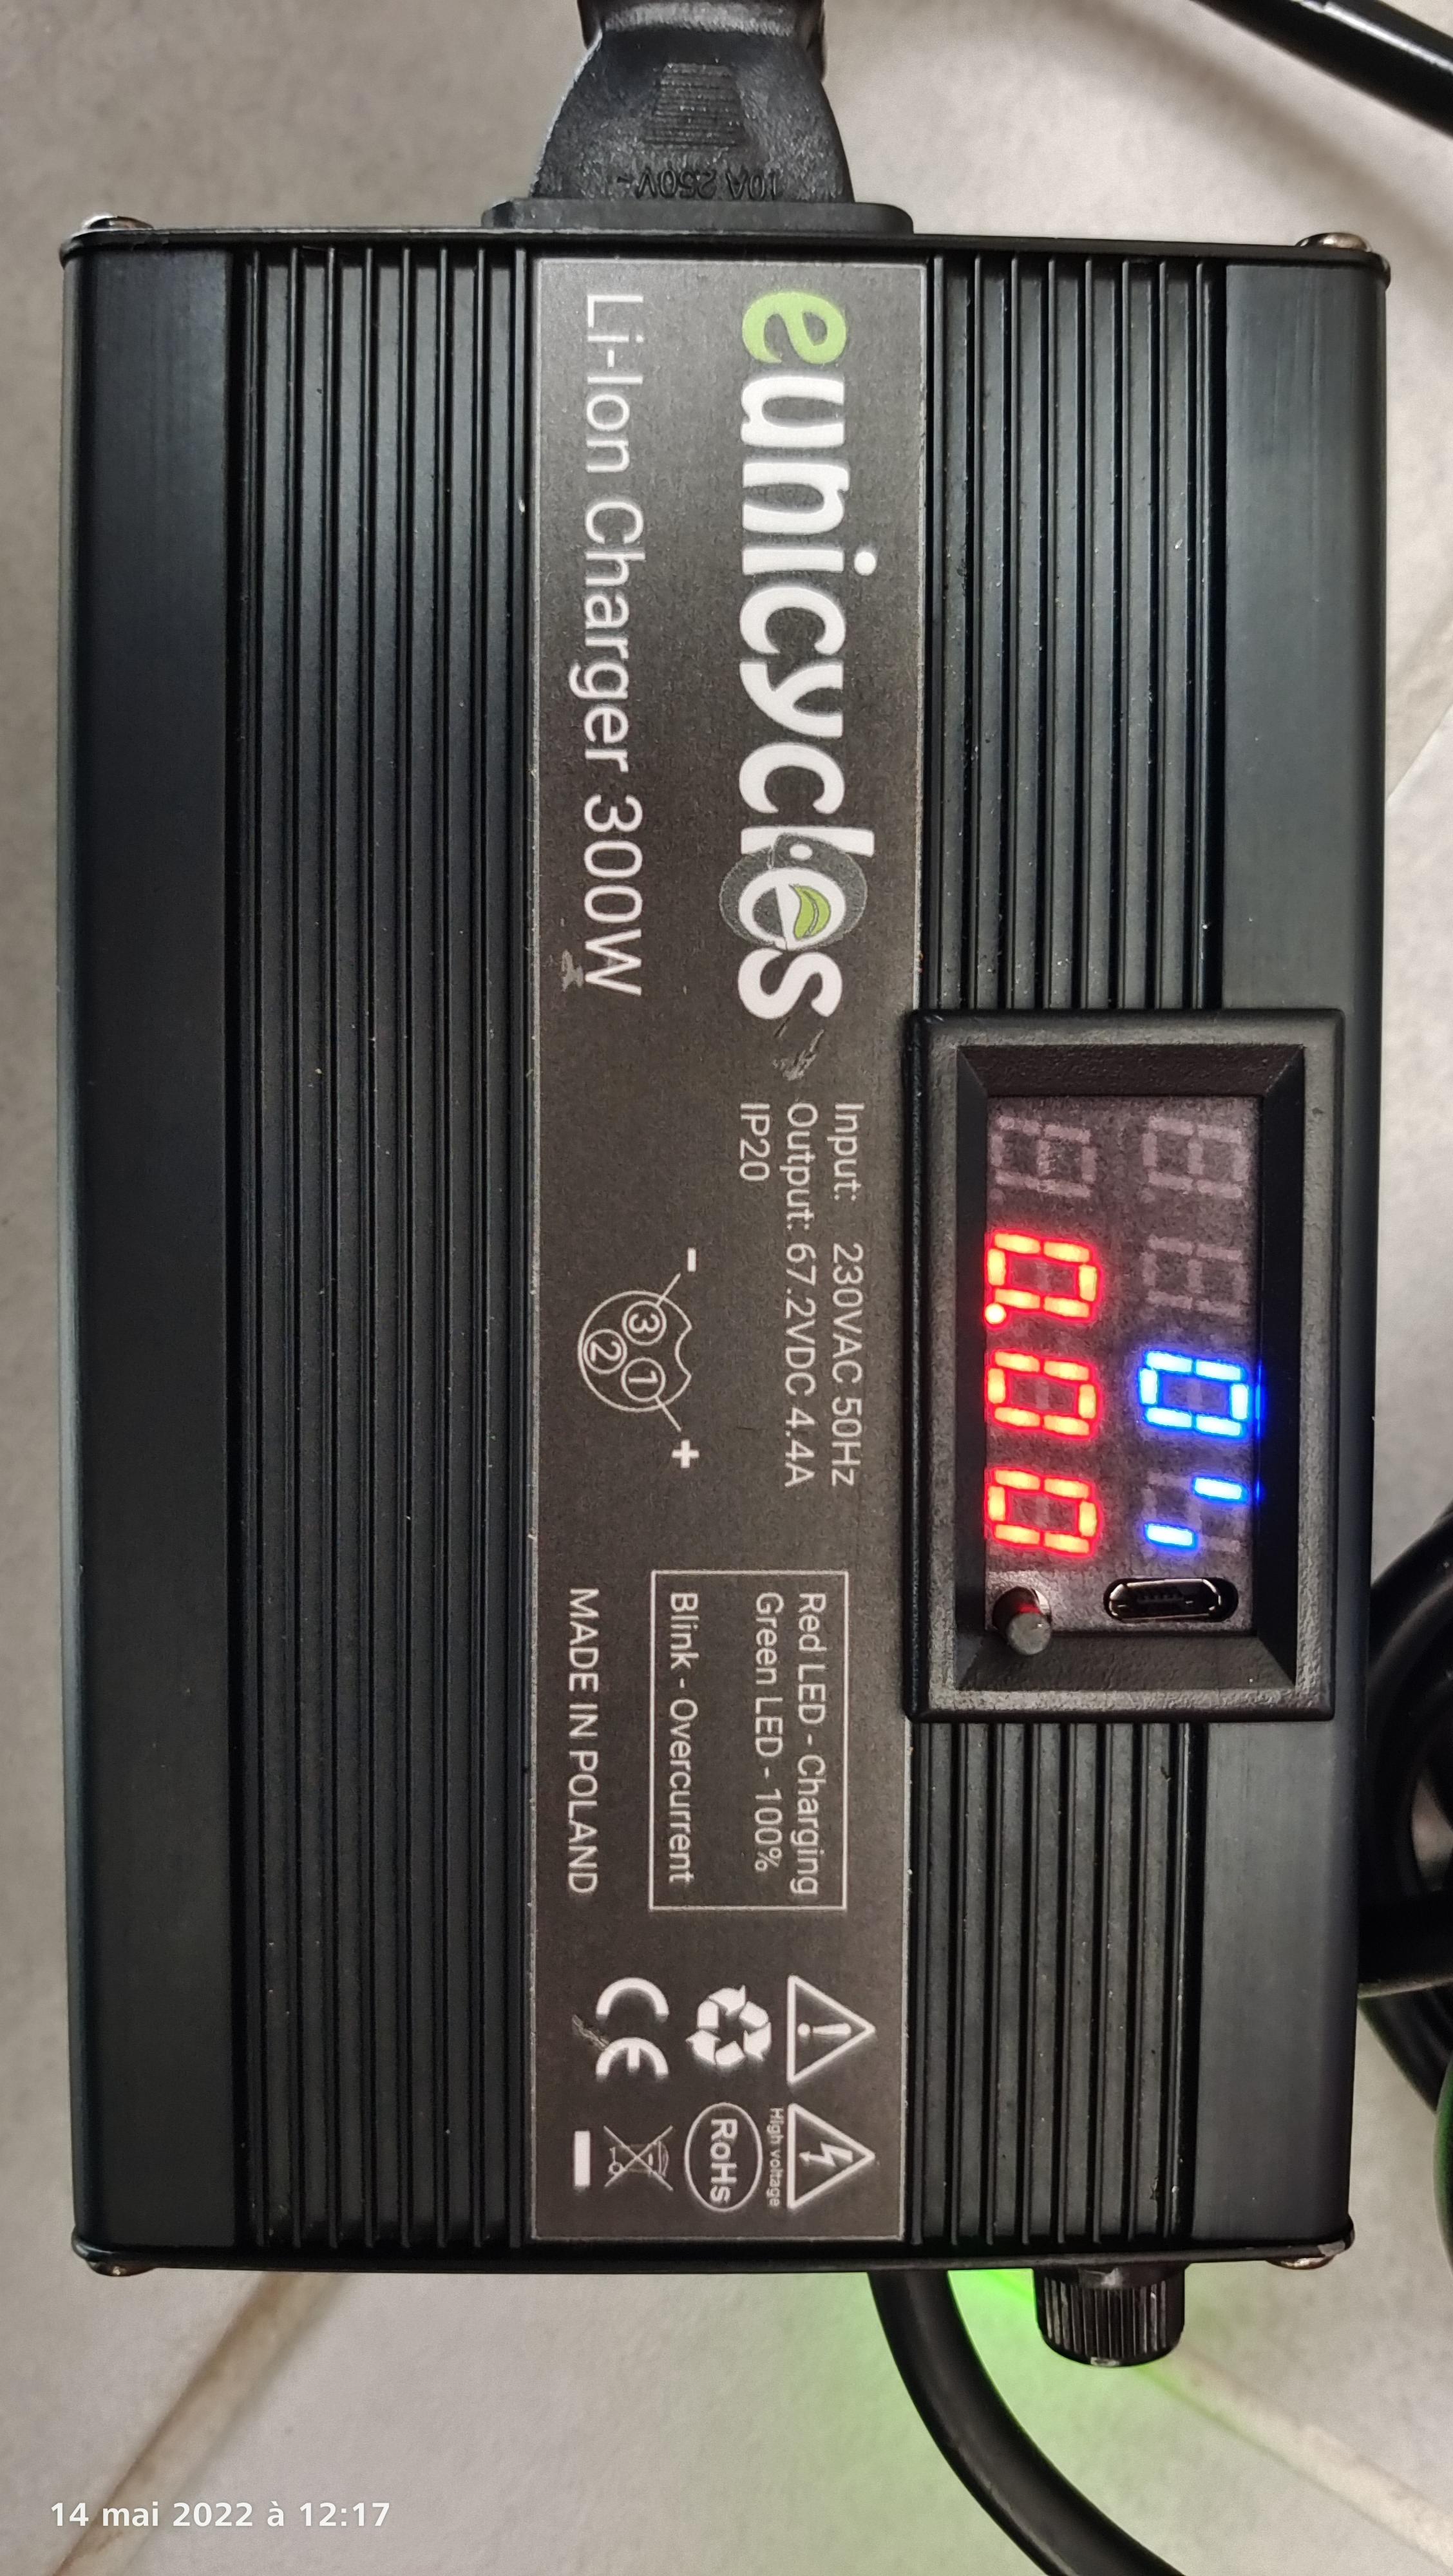 10A 250V~
eunicycles
Li-Ion Charger 300W
Input: 230VAC 50Hz
Output: 67.2VDC 4.4A
IP20
- +
3 1
2
Red LED - Charging
Green LED - 100%
Blink - Overcurrent
MADE IN POLAND
High voltage
RoHs
CE
0.00
14 mai 2022 à 12:17